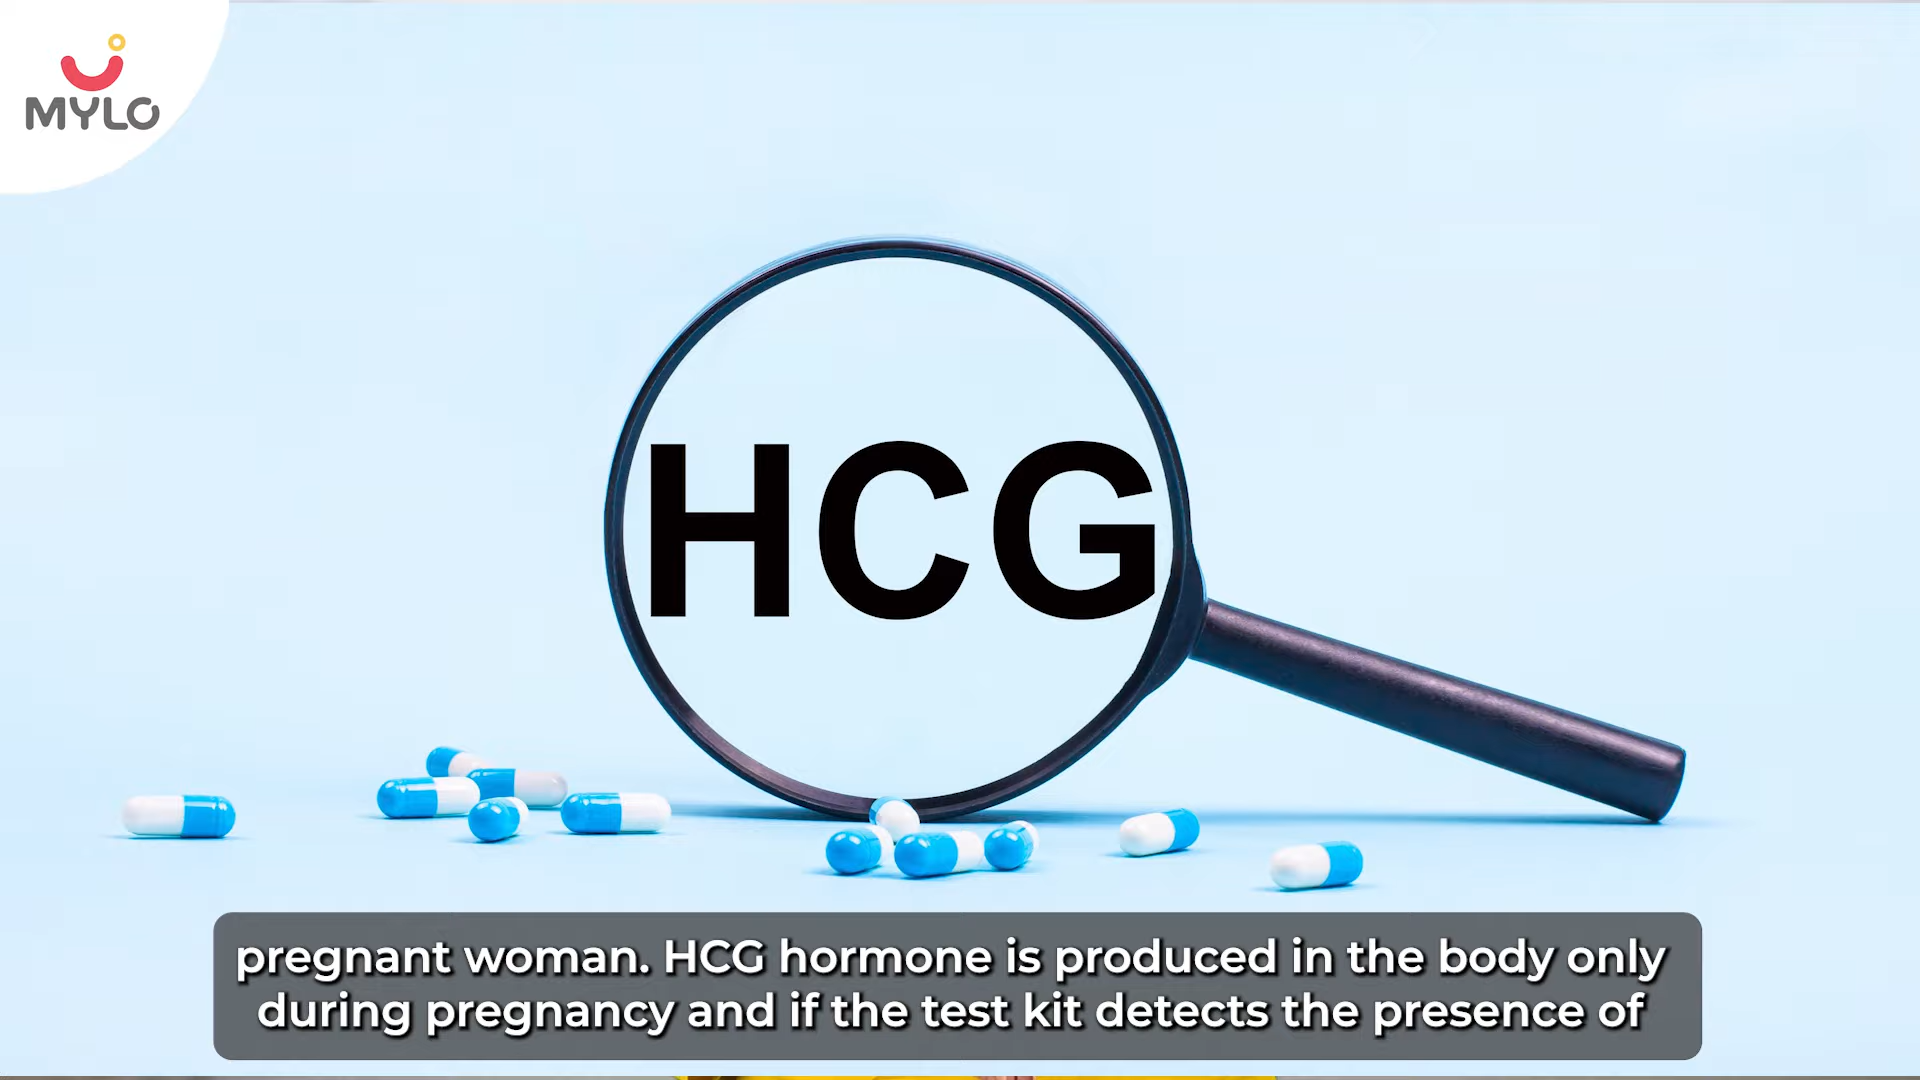 MYLO
HCG
pregnant woman. HCG hormone is produced in the body only
during pregnancy and if the test kit detects the presence of